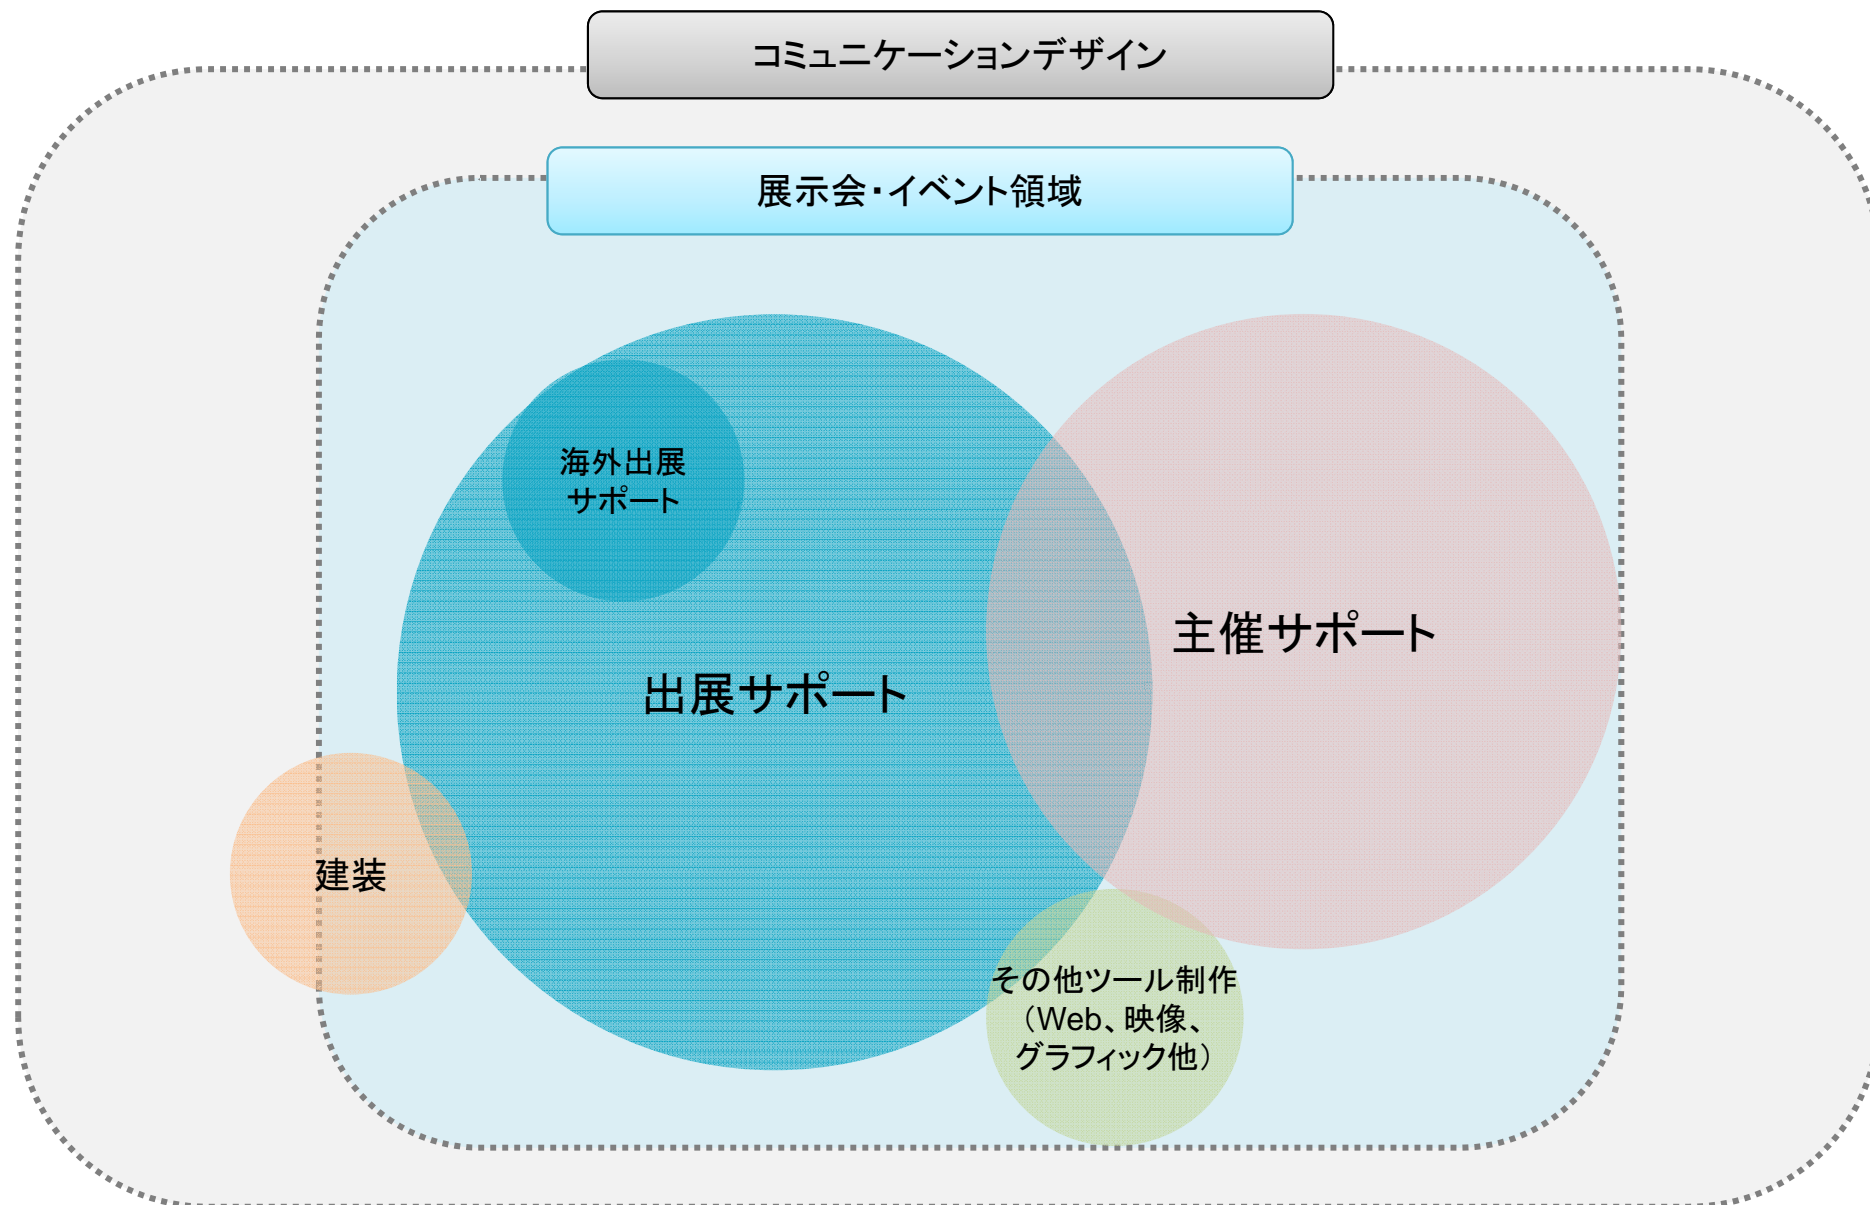 コミュニケーションデザイン
展示会・イベント領域
海外出展
サポート
主催サポート
出展サポート
建装
その他ツール制作
（Web、映像、
グラフィック他）